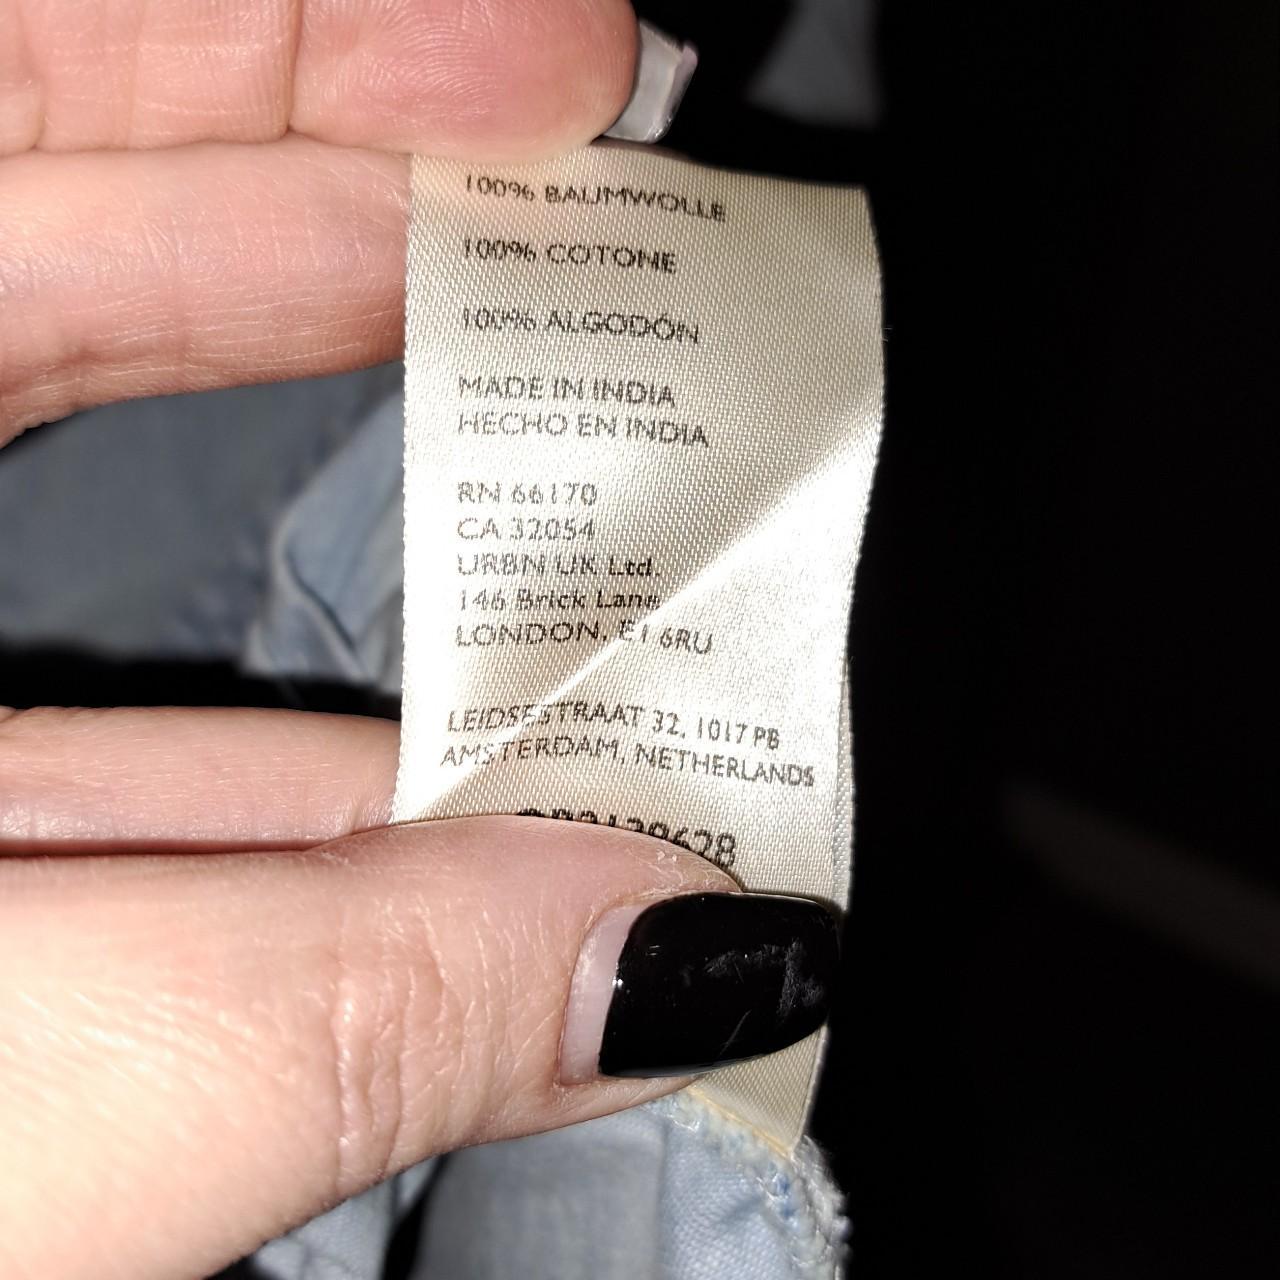 100% BAUMWOLLE
100% COTONE
100% ALGODÓN
MADE IN INDIA
HECHO EN INDIA
RN 66170
CA 32054
URBN UK Ltd.
146 Brick Lane
LONDON, E1 6RU
LEIDSESTRAAT 32, 1017 PB
AMSTERDAM, NETHERLANDS